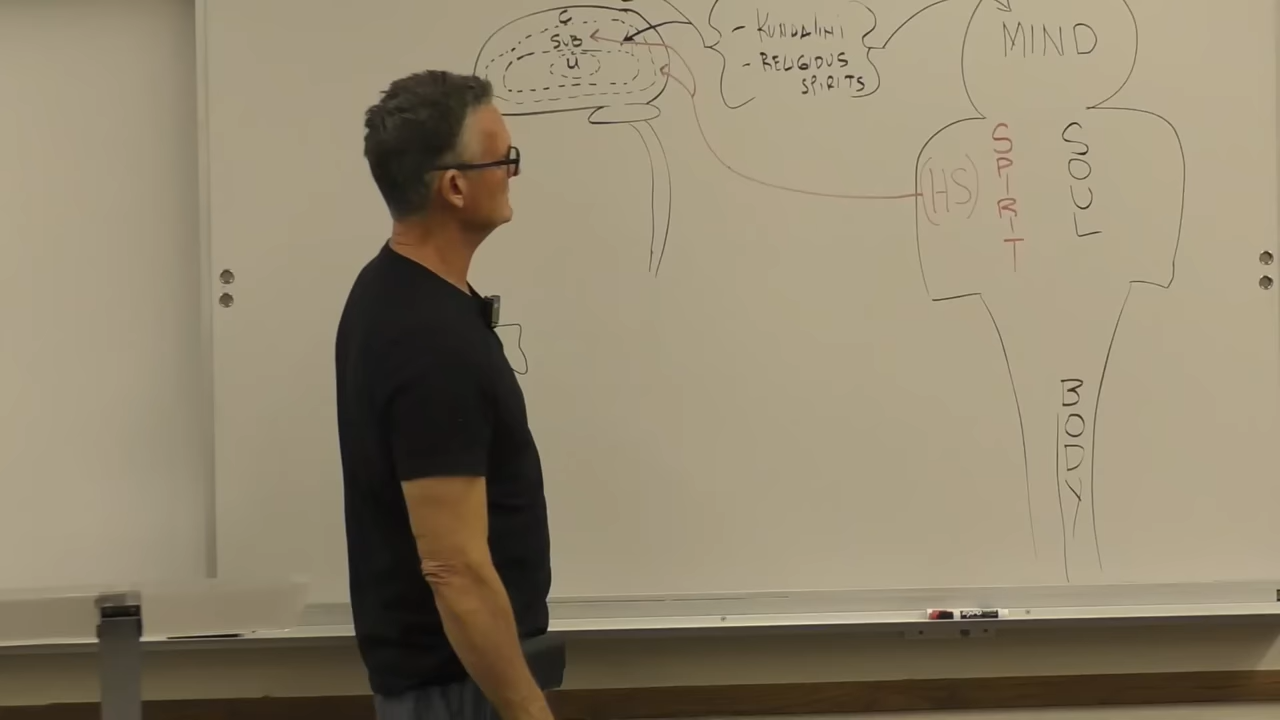 C
SUB
U
- KUNDALINI
- RELIGIOUS
SPIRITS
MIND
(HS)
SPIRIT
SOUL
BODY